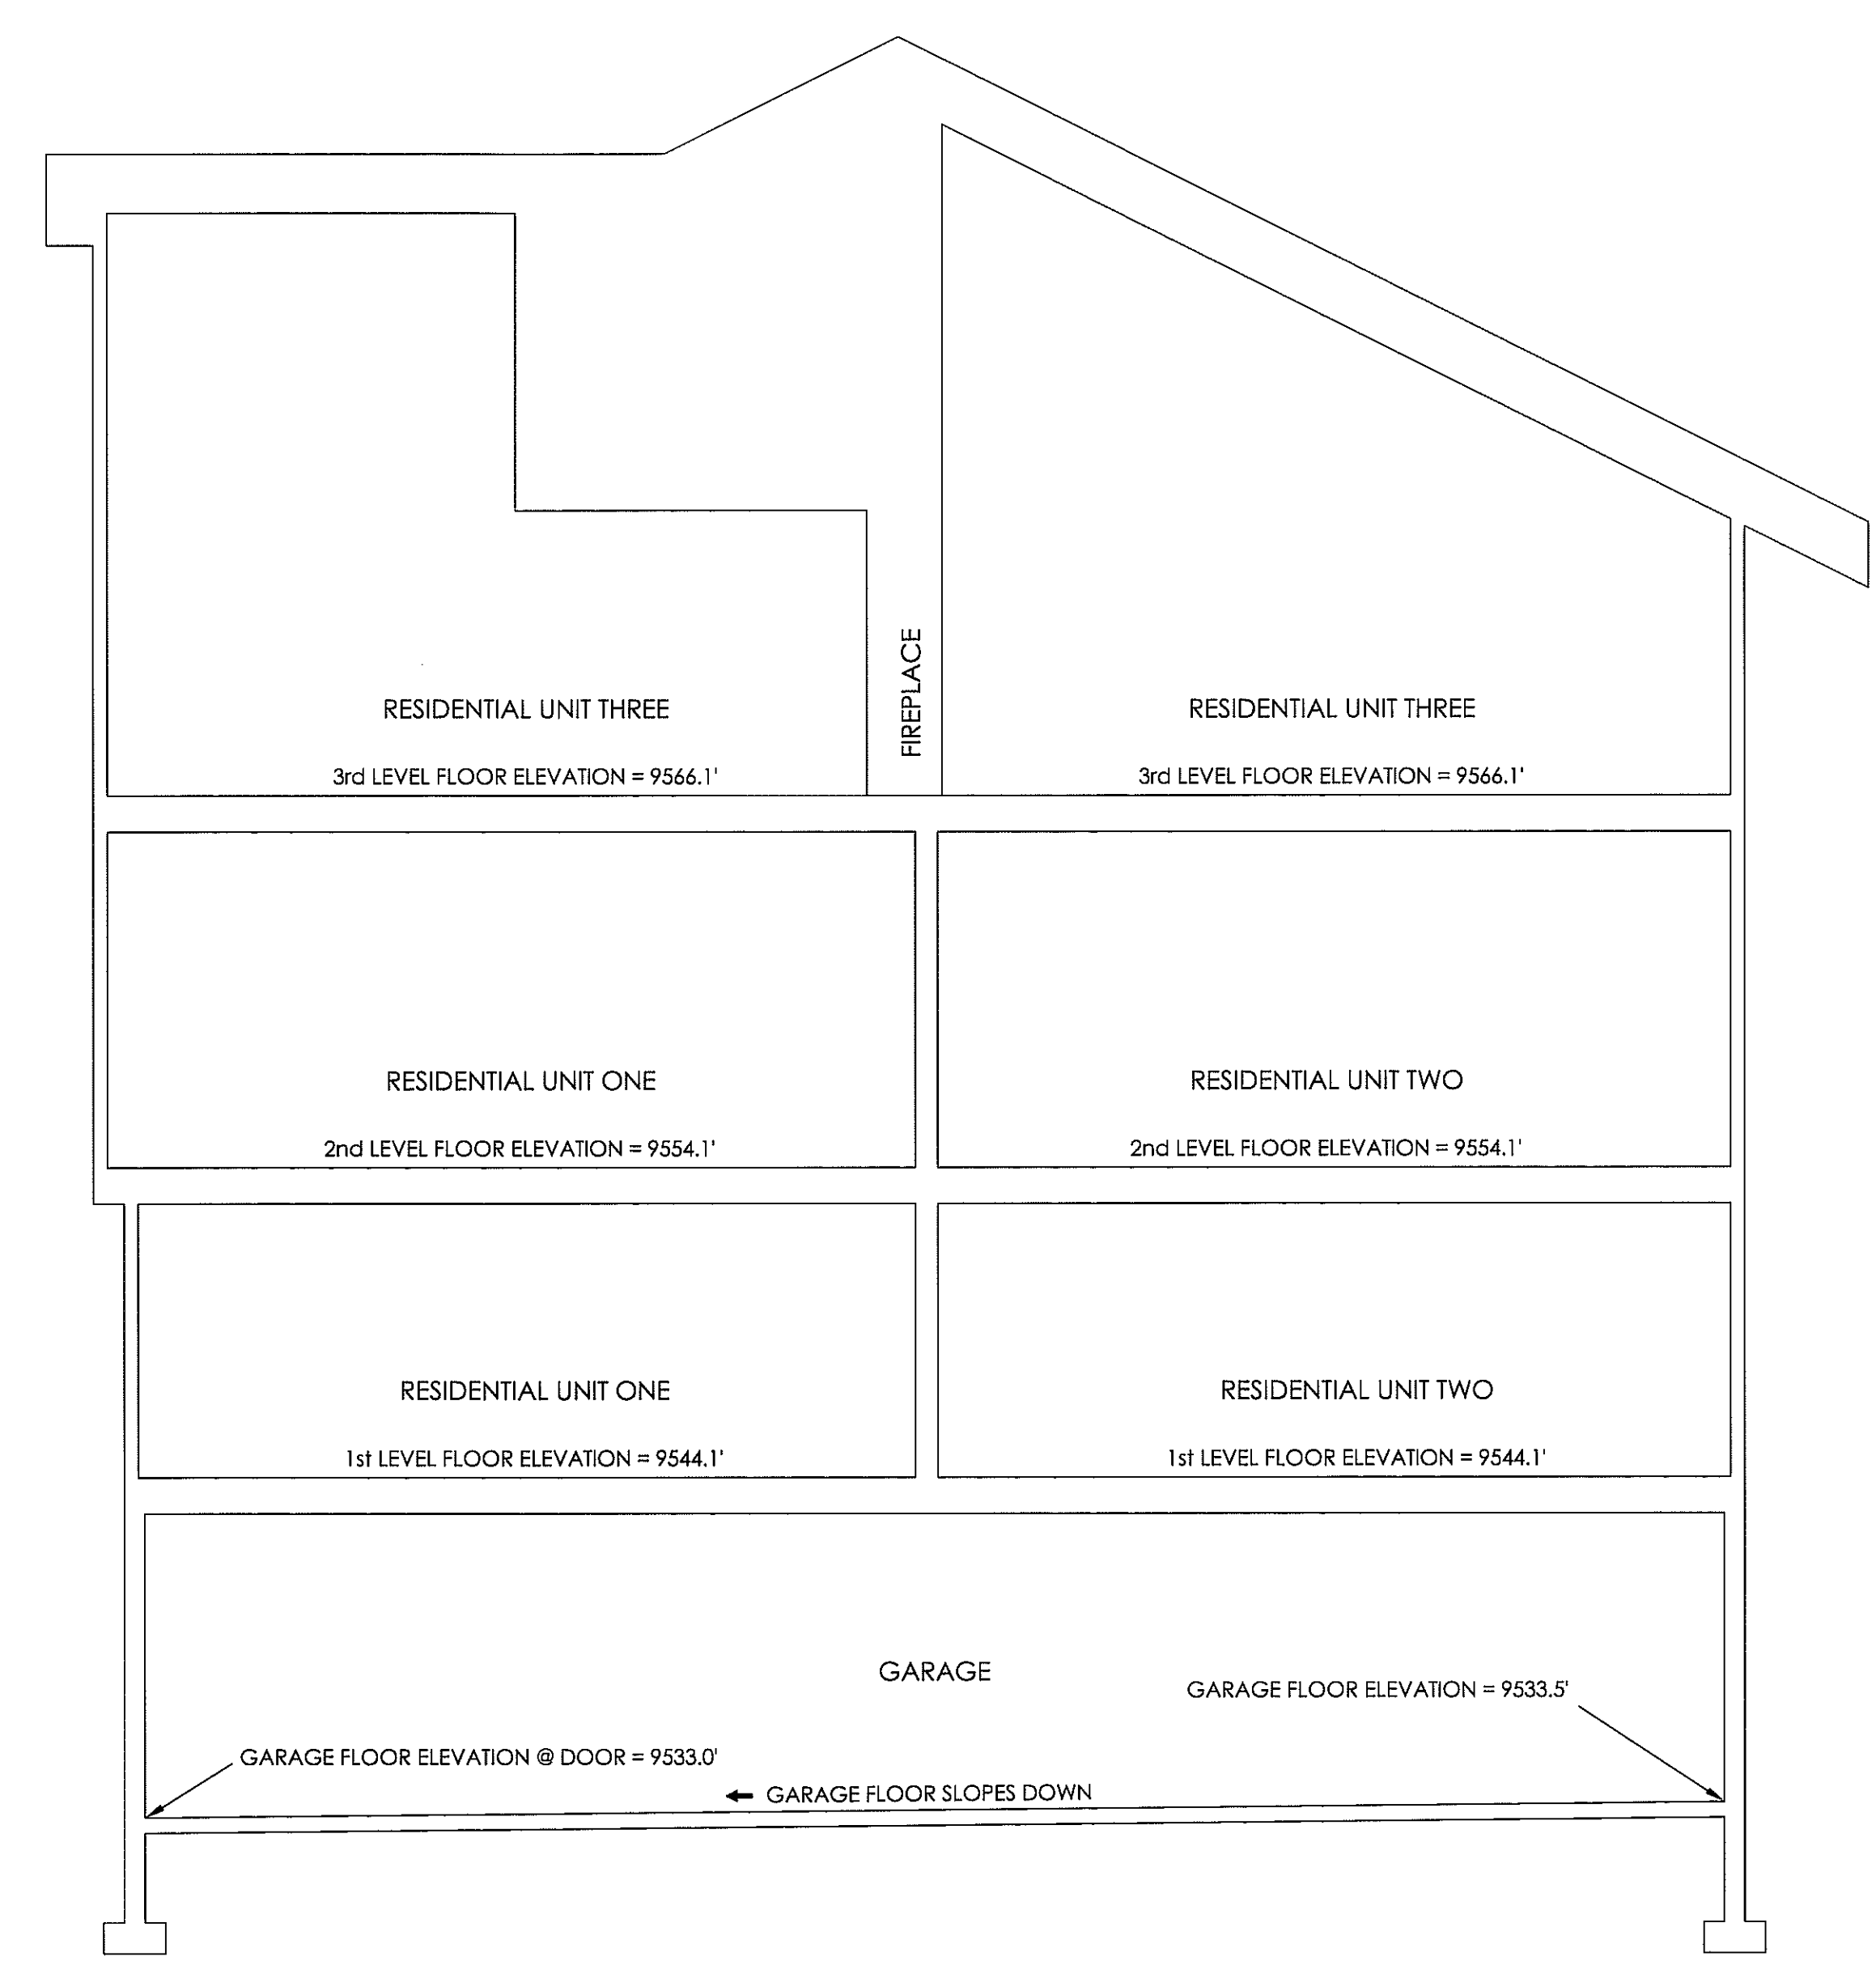 FIREPLACE
RESIDENTIAL UNIT THREE
RESIDENTIAL UNIT THREE
3rd LEVEL FLOOR ELEVATION = 9566.1'
3rd LEVEL FLOOR ELEVATION = 9566.1'
RESIDENTIAL UNIT ONE
RESIDENTIAL UNIT TWO
2nd LEVEL FLOOR ELEVATION = 9554.1'
2nd LEVEL FLOOR ELEVATION = 9554.1'
RESIDENTIAL UNIT ONE
RESIDENTIAL UNIT TWO
1st LEVEL FLOOR ELEVATION = 9544.1'
1st LEVEL FLOOR ELEVATION = 9544.1'
GARAGE
GARAGE FLOOR ELEVATION = 9533.5'
GARAGE FLOOR ELEVATION @ DOOR = 9533.0'
GARAGE FLOOR SLOPES DOWN